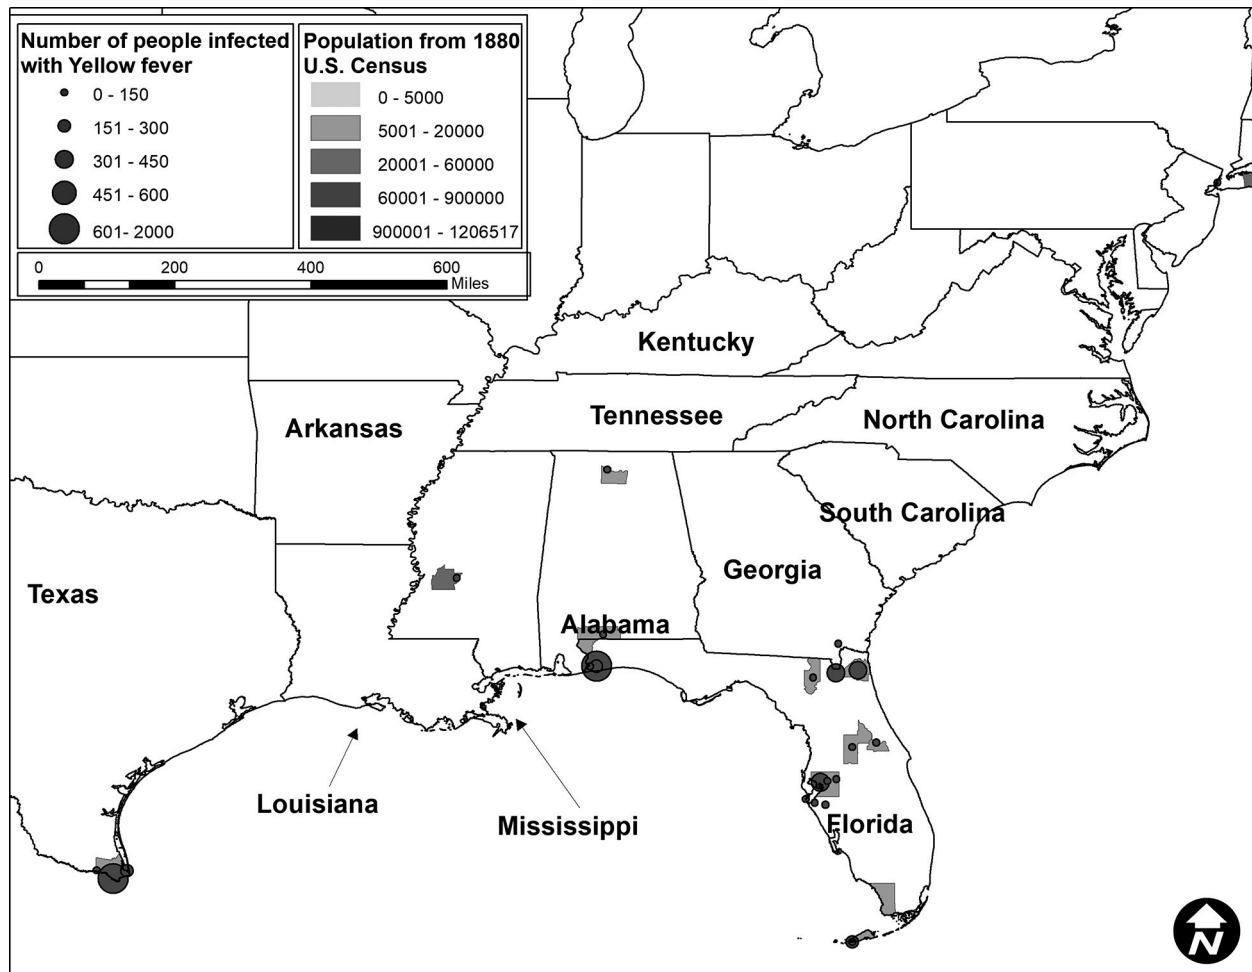 Number of people infected
with Yellow fever
0 - 150
151 - 300
301 - 450
451 - 600
601- 2000
Population from 1880
U.S. Census
0 - 5000
5001 - 20000
20001 - 60000
60001 - 900000
900001 - 1206517
0 200 400 600
Miles
Kentucky
Tennessee
North Carolina
Arkansas
South Carolina
Georgia
Texas
Alabama
Louisiana
Mississippi
Florida
N